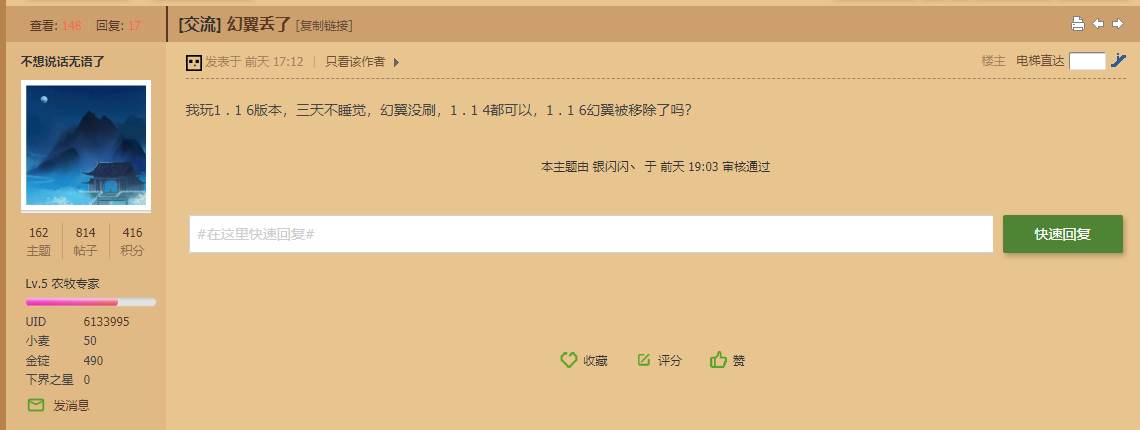 查看: 148 | 回复: 17
[交流] 幻翼丢了 [复制链接]
不想说话无语了
发表于 前天 17:12 | 只看该作者
楼主 电梯直达
我玩1．1 6版本，三天不睡觉，幻翼没刷，1．1 4都可以，1．1 6幻翼被移除了吗?
本主题由 银闪闪丶 于 前天 19:03 审核通过
162 814 416
主题 帖子 积分
#在这里快速回复#
快速回复
Lv.5 农牧专家
UID 6133995
小麦 50
金锭 490
下界之星 0
发消息
收藏 评分 赞